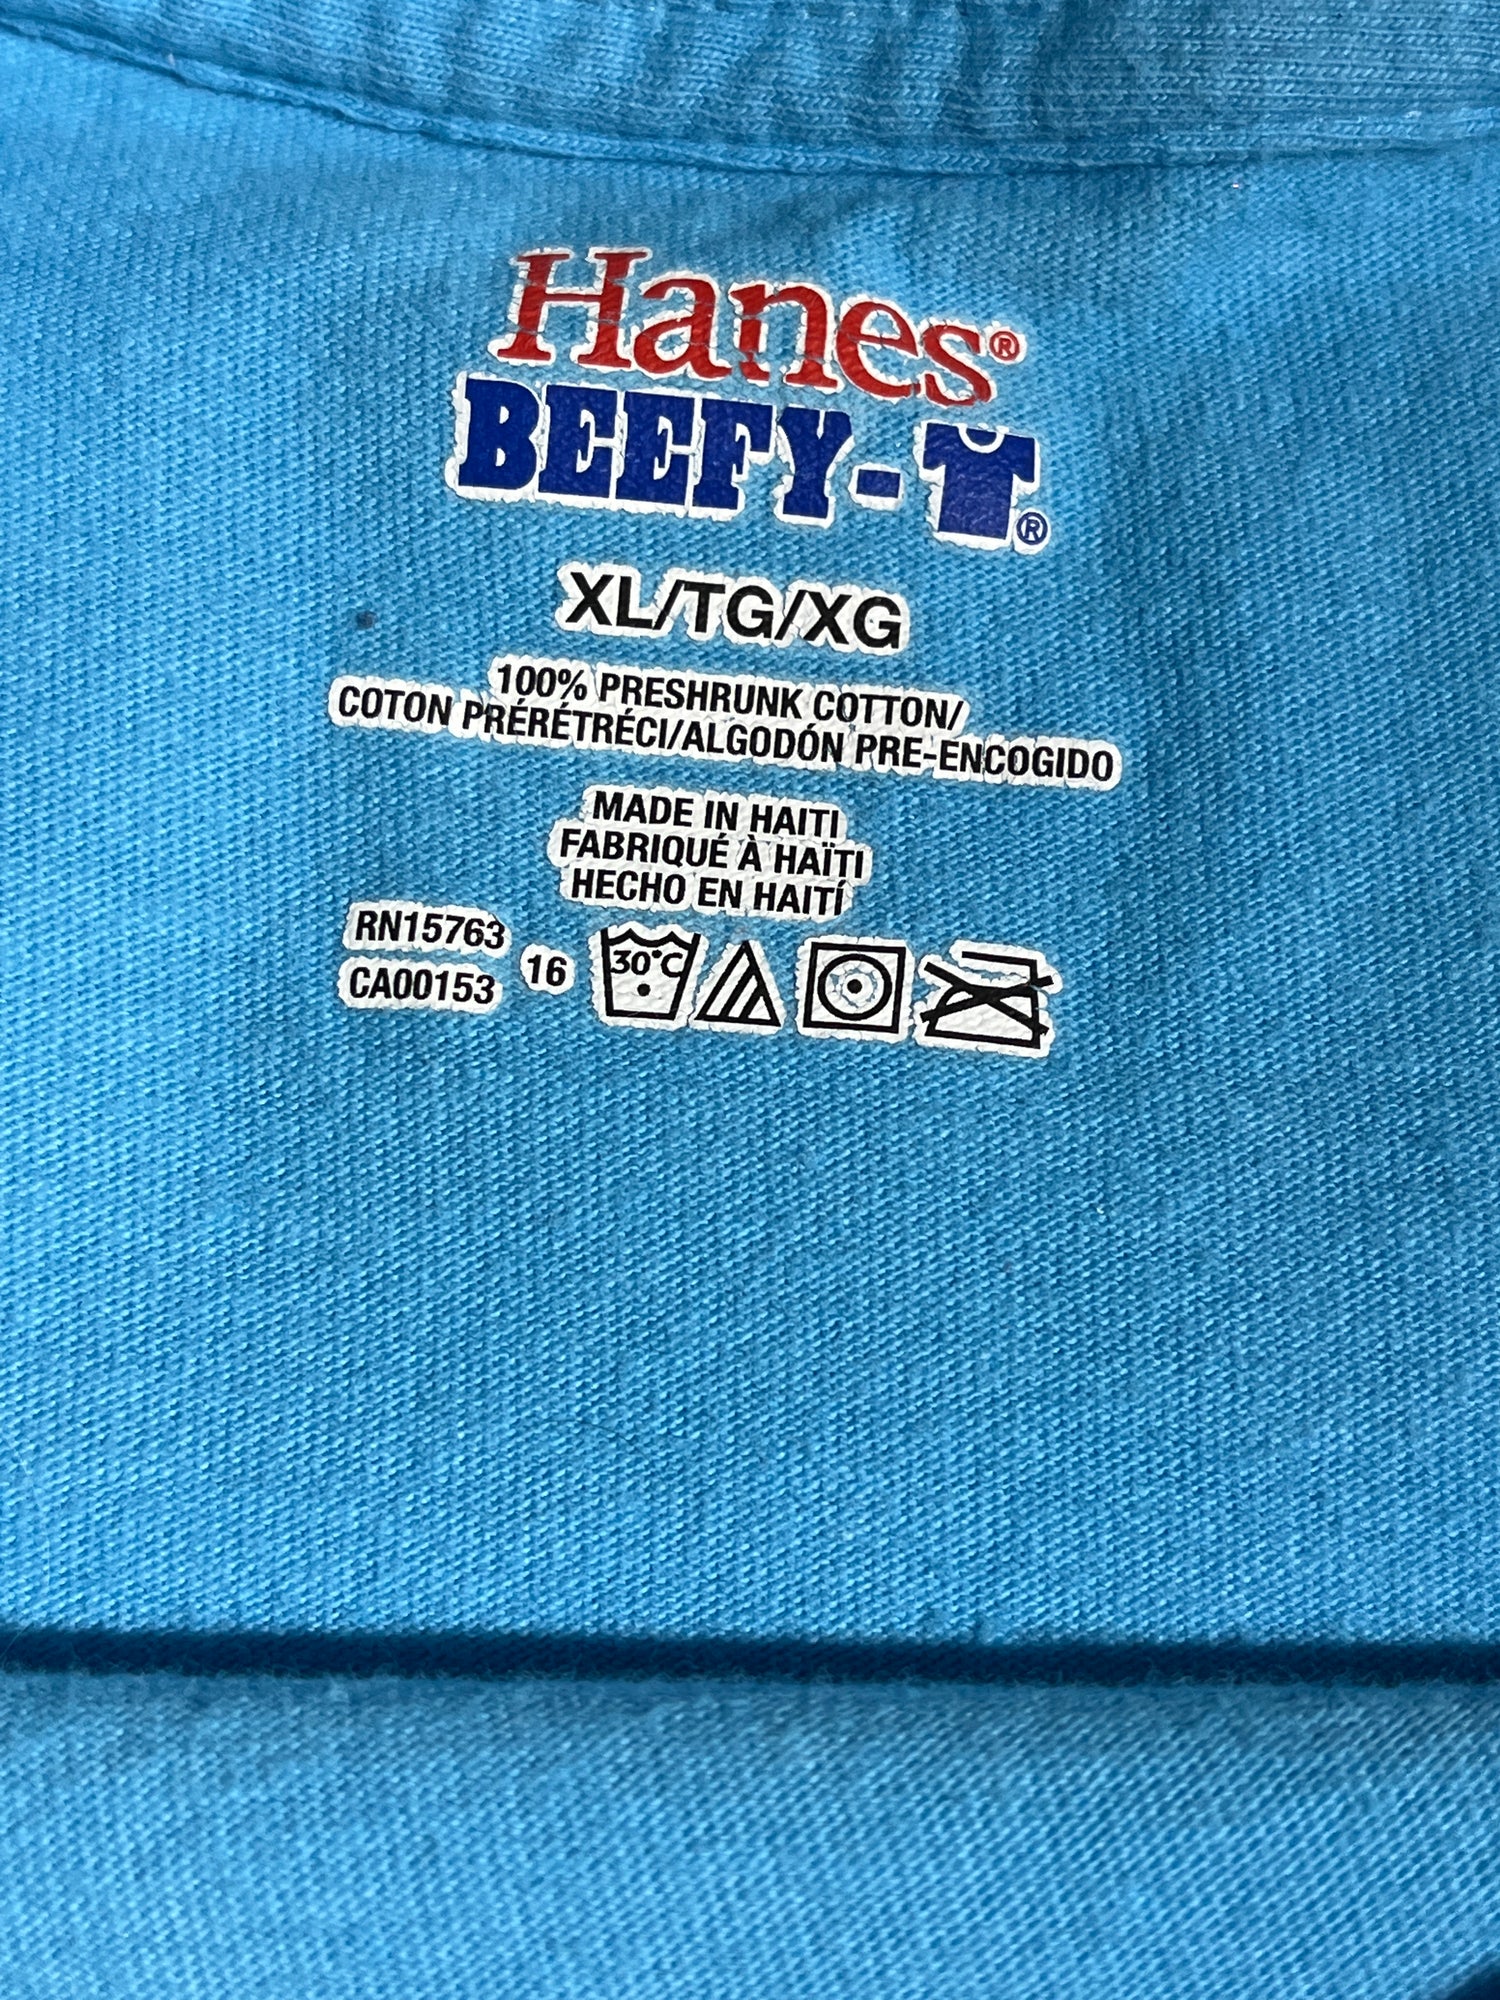 Hanes®
BEEFY-T®
XL/TG/XG
100% PRESHRUNK COTTON/
COTON PRÉRÉTRÉCI/ALGODÓN PRE-ENCOGIDO
MADE IN HAITI
FABRIQUÉ À HAÏTI
HECHO EN HAITÍ
RN15763
CA00153
16
30°C